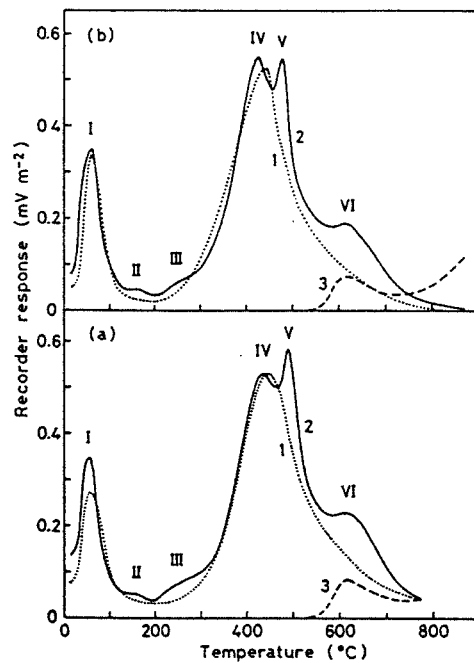 (b)
IV V
I
2
1
II
III
VI
3
0.6
0.4
0.2
0
(a)
IV
V
I
2
1
II
III
VI
3
0.6
0.4
0.2
0
0 200 400 600 800
Recorder response (mV m-2)
Temperature (°C)